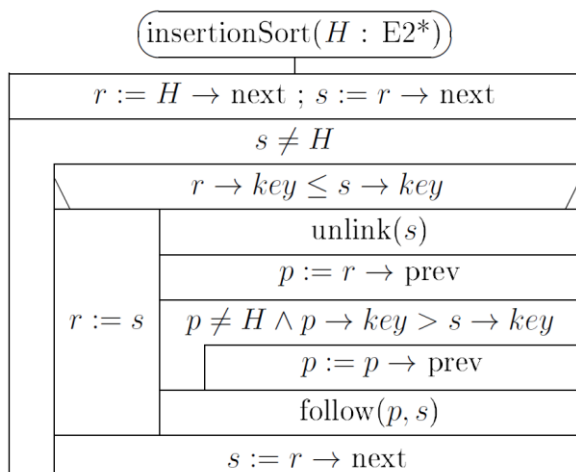 insertionSort(H : E2*)
r := H → next ; s := r → next
s ≠ H
r → key ≤ s → key
unlink(s)
p := r → prev
r := s
p ≠ H ∧ p → key > s → key
p := p → prev
follow(p, s)
s := r → next